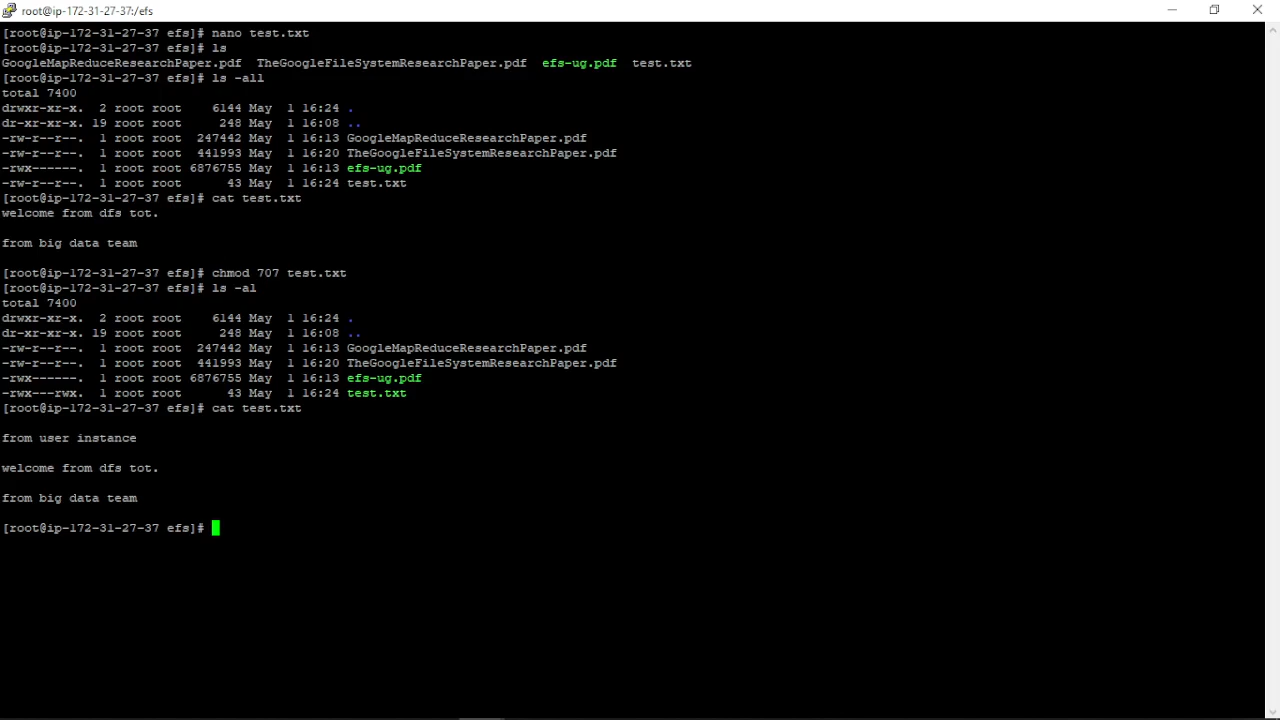 root@ip-172-31-27-37:/efs
[root@ip-172-31-27-37 efs]# nano test.txt
[root@ip-172-31-27-37 efs]# ls
GoogleMapReduceResearchPaper.pdf  TheGoogleFileSystemResearchPaper.pdf  efs-ug.pdf  test.txt
[root@ip-172-31-27-37 efs]# ls -all
total 7400
drwxr-xr-x.  2 root root    6144 May  1 16:24 .
dr-xr-xr-x. 19 root root     248 May  1 16:08 ..
-rw-r--r--.  1 root root  247442 May  1 16:13 GoogleMapReduceResearchPaper.pdf
-rw-r--r--.  1 root root  441993 May  1 16:20 TheGoogleFileSystemResearchPaper.pdf
-rwx------.  1 root root 6876755 May  1 16:13 efs-ug.pdf
-rw-r--r--.  1 root root      43 May  1 16:24 test.txt
[root@ip-172-31-27-37 efs]# cat test.txt
welcome from dfs tot.
from big data team
[root@ip-172-31-27-37 efs]# chmod 707 test.txt
[root@ip-172-31-27-37 efs]# ls -al
total 7400
drwxr-xr-x.  2 root root    6144 May  1 16:24 .
dr-xr-xr-x. 19 root root     248 May  1 16:08 ..
-rw-r--r--.  1 root root  247442 May  1 16:13 GoogleMapReduceResearchPaper.pdf
-rw-r--r--.  1 root root  441993 May  1 16:20 TheGoogleFileSystemResearchPaper.pdf
-rwx------.  1 root root 6876755 May  1 16:13 efs-ug.pdf
-rwx---rwx.  1 root root      43 May  1 16:24 test.txt
[root@ip-172-31-27-37 efs]# cat test.txt
from user instance
welcome from dfs tot.
from big data team
[root@ip-172-31-27-37 efs]#